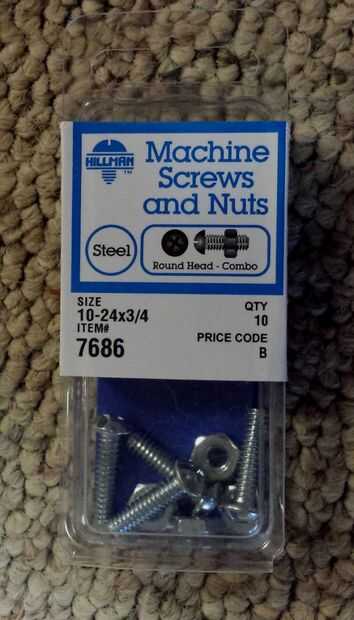 HILLMAN
TM
Machine
Screws
and Nuts
Steel
Round Head - Combo
SIZE
10-24x3/4
ITEM#
7686
QTY
10
PRICE CODE
B